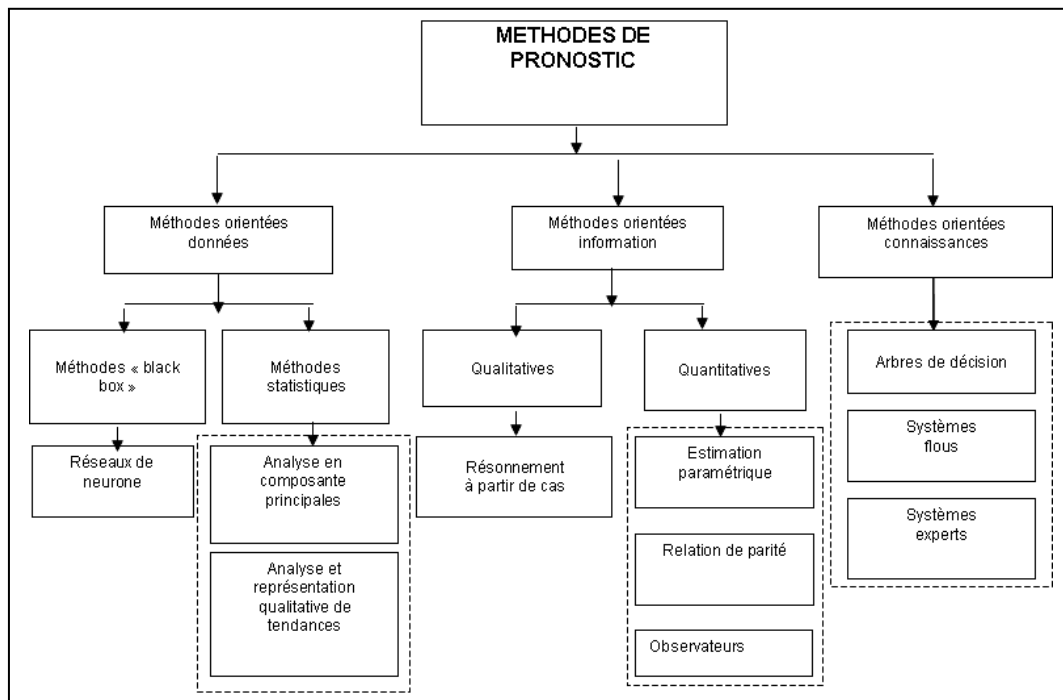 METHODES DE
PRONOSTIC
Méthodes orientées
données
Méthodes orientées
information
Méthodes orientées
connaissances
Méthodes « black
box »
Méthodes
statistiques
Qualitatives
Quantitatives
Arbres de décision
Réseaux de
neurone
Analyse en
composante
principales
Analyse et
représentation
qualitative de
tendances
Résonnement
à partir de cas
Estimation
paramétrique
Relation de parité
Observateurs
Systèmes
flous
Systèmes
experts